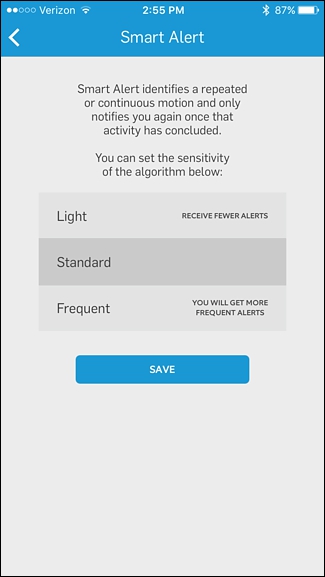 Verizon 2:55 PM 87%
Smart Alert
Smart Alert identifies a repeated
or continuous motion and only
notifies you again once that
activity has concluded.
You can set the sensitivity
of the algorithm below:
Light RECEIVE FEWER ALERTS
Standard
Frequent YOU WILL GET MORE
FREQUENT ALERTS
SAVE